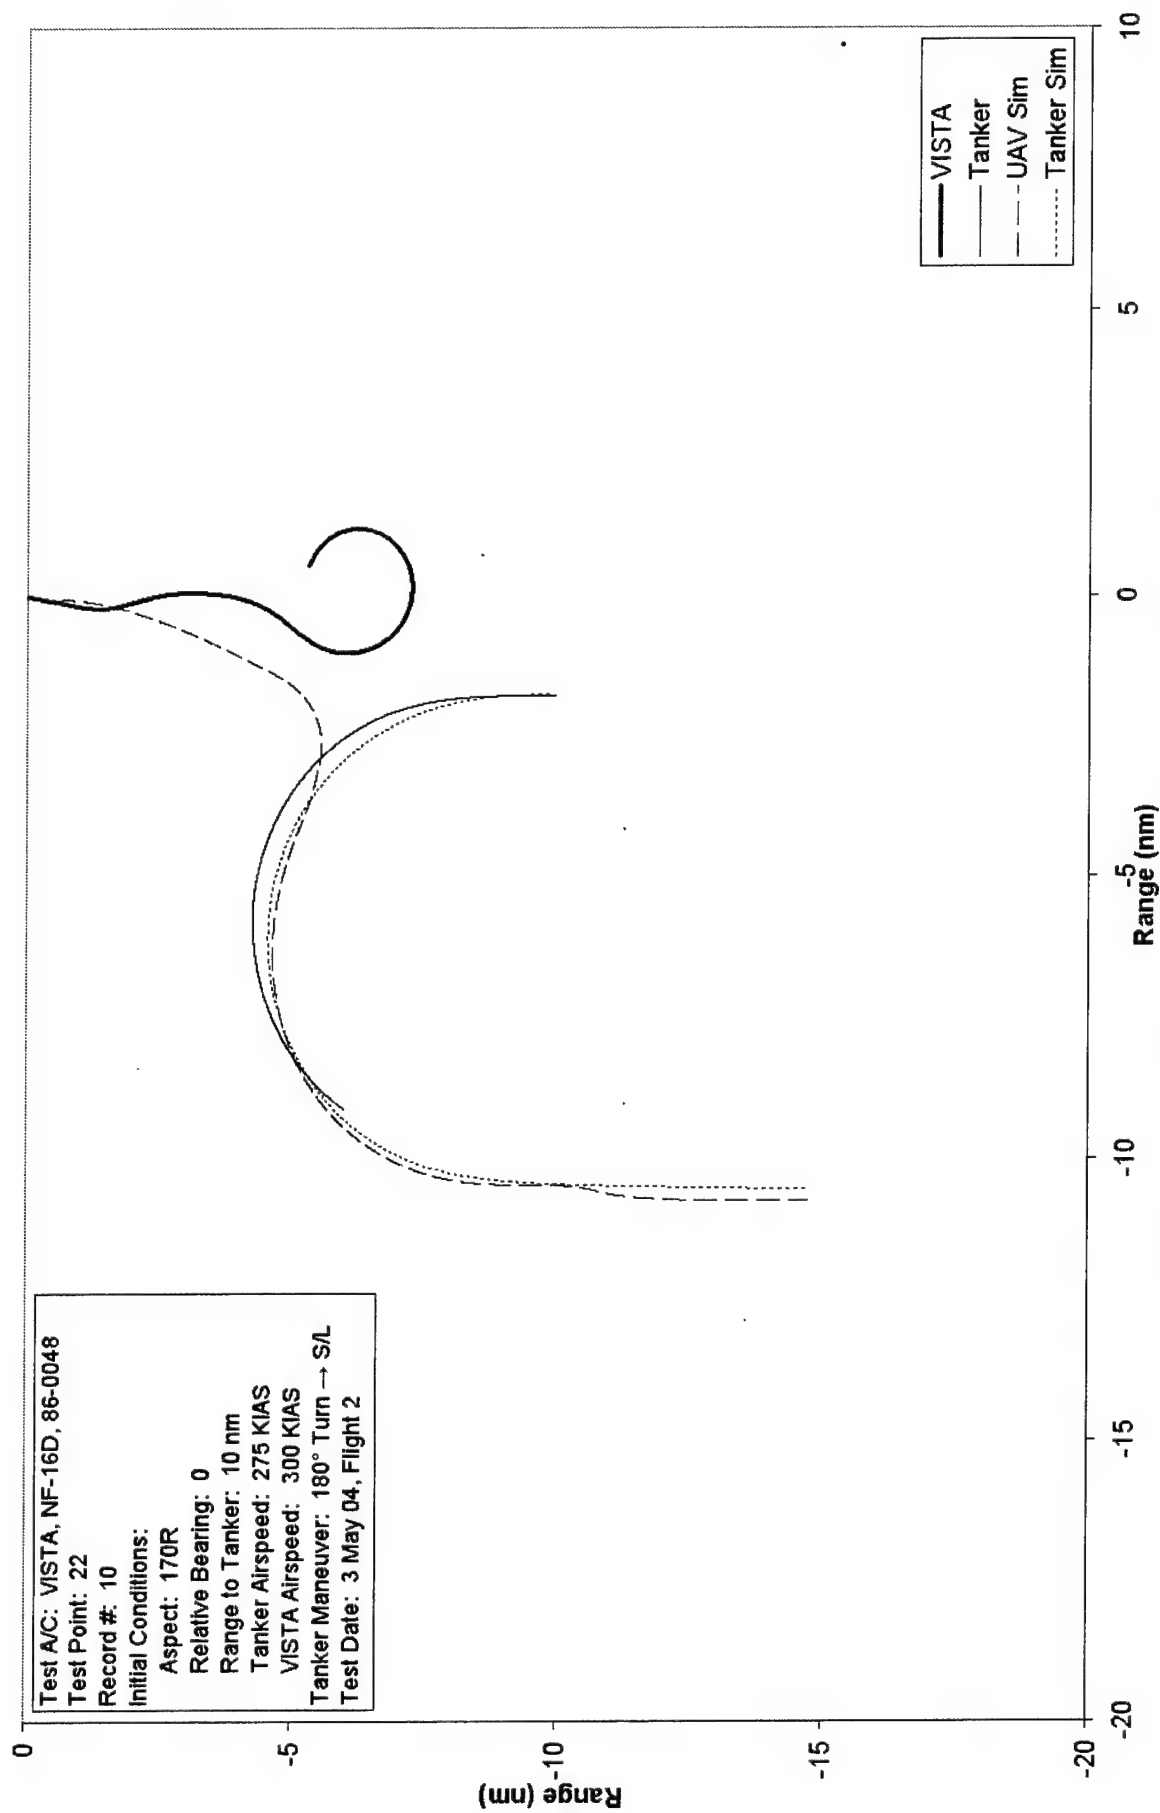 Test A/C: VISTA, NF-16D, 86-0048
Test Point: 22
Record #: 10
Initial Conditions:
Aspect: 170R
Relative Bearing: 0
Range to Tanker: 10 nm
Tanker Airspeed: 275 KIAS
VISTA Airspeed: 300 KIAS
Tanker Maneuver: 180° Turn → S/L
Test Date: 3 May 04, Flight 2
0
-5
-10
-15
-20
Range (nm)
-20
-15
-10
-5
0
5
10
Range (nm)
VISTA
Tanker
UAV Sim
Tanker Sim